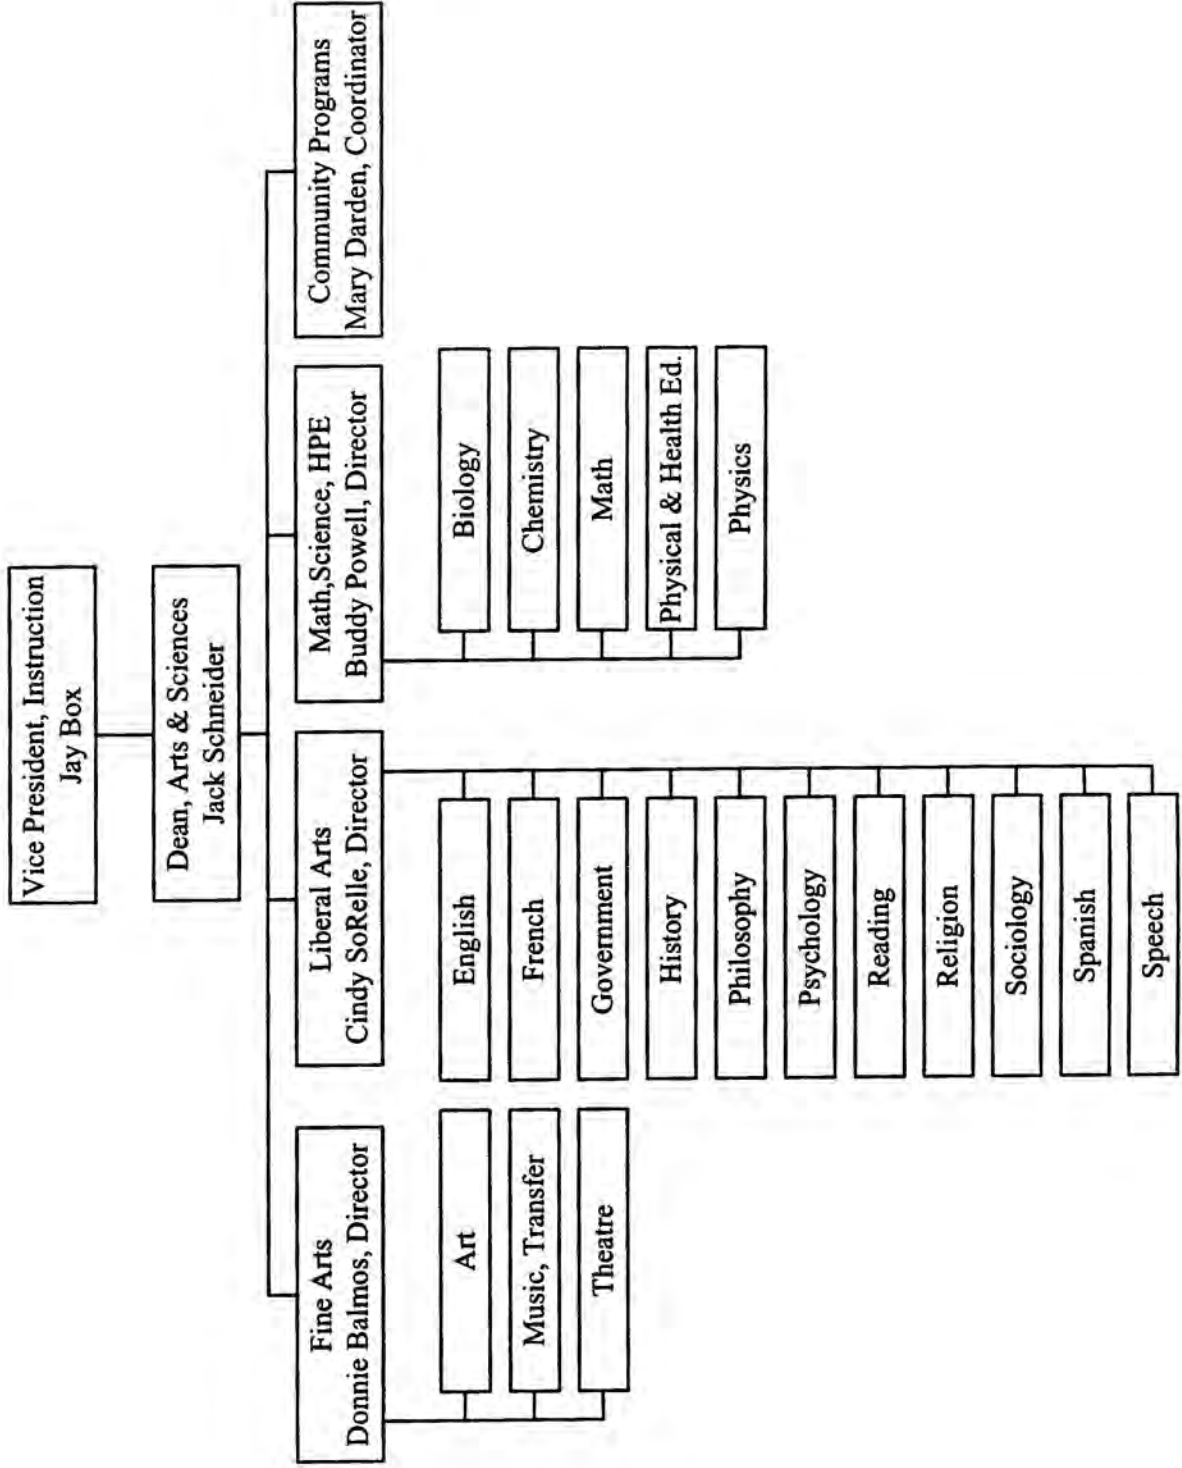 Vice President, Instruction
Jay Box
Dean, Arts & Sciences
Jack Schneider
Fine Arts
Donnie Balmos, Director
Art
Music, Transfer
Theatre
Liberal Arts
Cindy SoRelle, Director
English
French
Government
History
Philosophy
Psychology
Reading
Religion
Sociology
Spanish
Speech
Math,Science, HPE
Buddy Powell, Director
Biology
Chemistry
Math
Physical & Health Ed.
Physics
Community Programs
Mary Darden, Coordinator